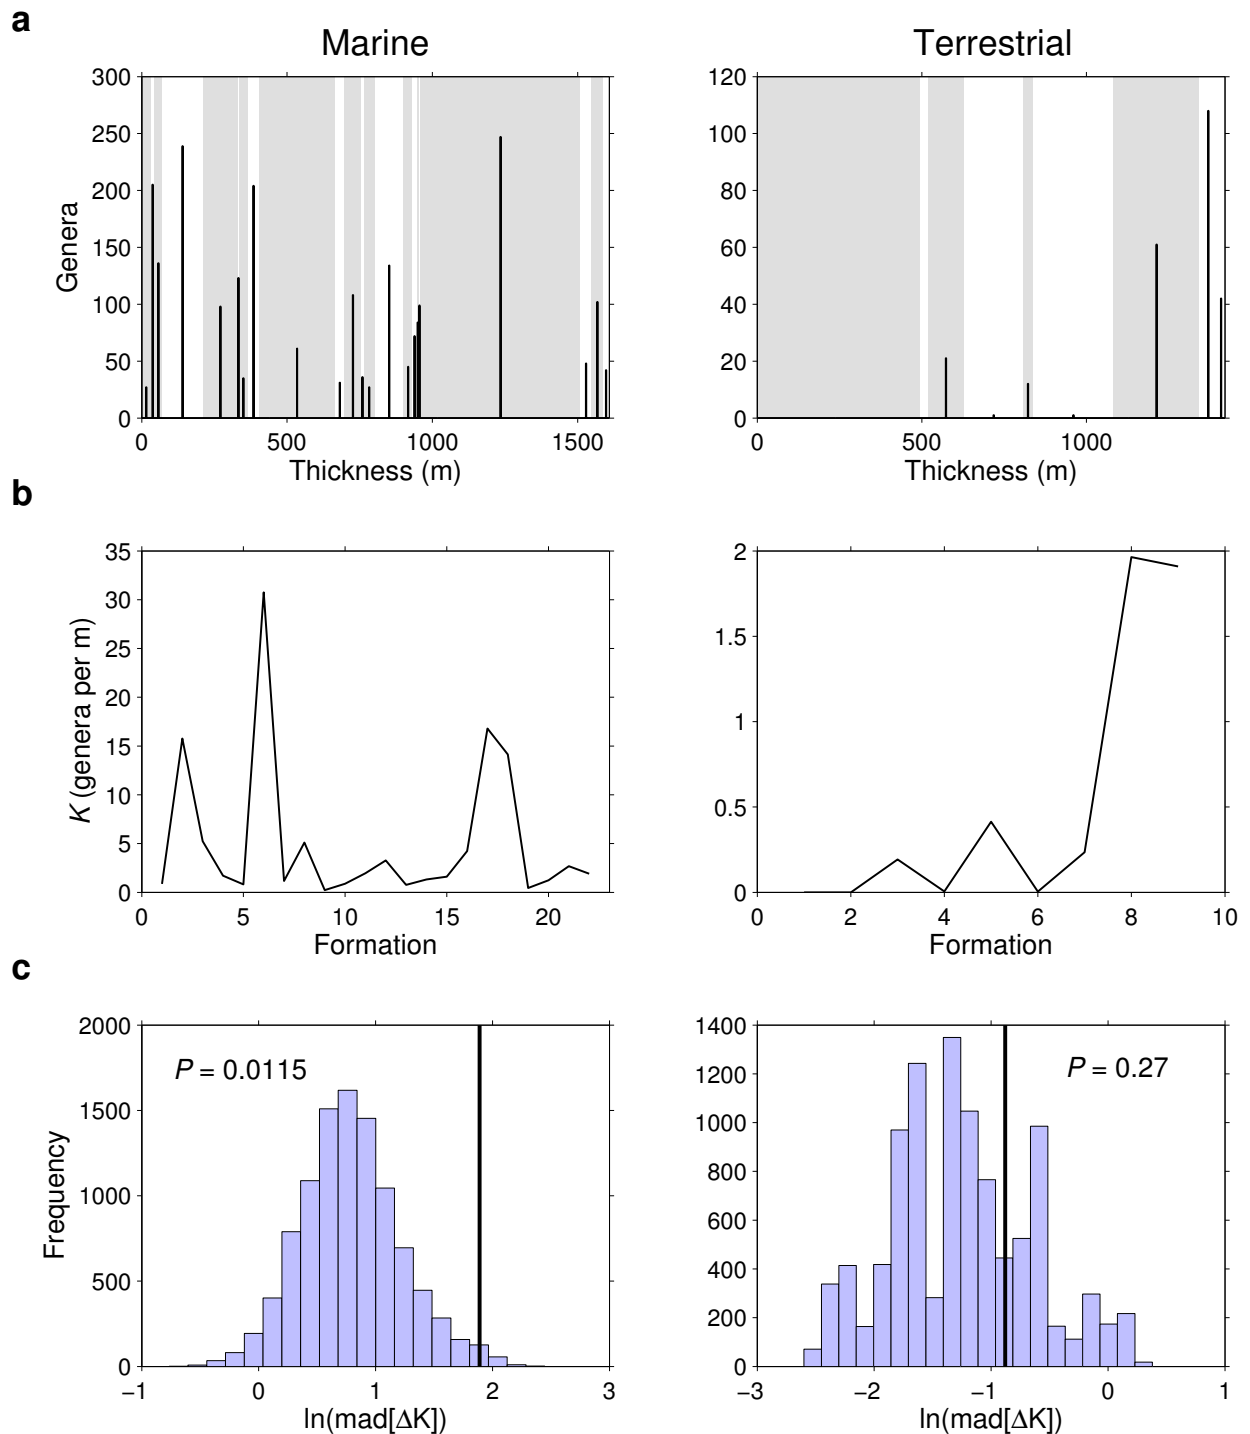 a
Marine
Terrestrial
300
250
200
150
100
50
0
Genera
0 500 1000 1500
Thickness (m)
120
100
80
60
40
20
0
0 500 1000
Thickness (m)
b
35
30
25
20
15
10
5
0
K (genera per m)
0 5 10 15 20
Formation
2
1.5
1
0.5
0
0 2 4 6 8 10
Formation
c
2000
1500
1000
500
0
Frequency
P = 0.0115
−1 0 1 2 3
ln(mad[ΔK])
1400
1200
1000
800
600
400
200
0
P = 0.27
−3 −2 −1 0 1
ln(mad[ΔK])